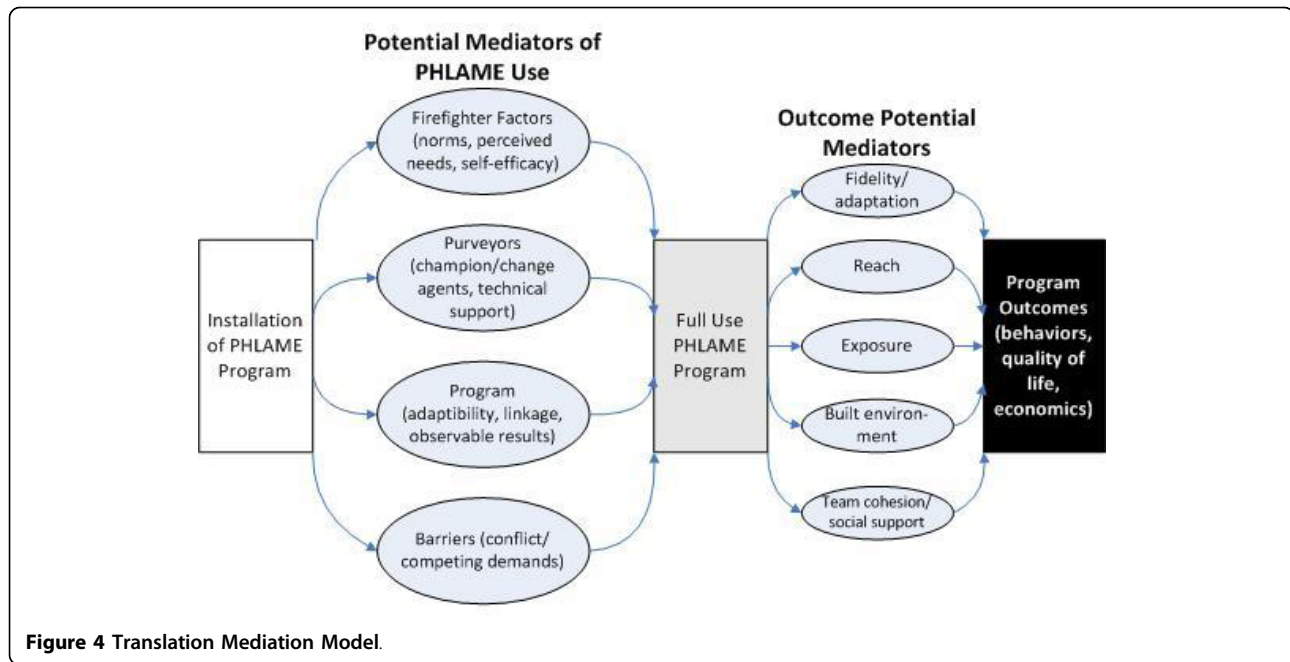 Potential Mediators of
PHLAME Use
Firefighter Factors
(norms, perceived
needs, self-efficacy)
Purveyors
(champion/change
agents, technical
support)
Program
(adaptibility, linkage,
observable results)
Barriers (conflict/
competing demands)
Installation
of PHLAME
Program
Full Use
PHLAME
Program
Outcome Potential
Mediators
Fidelity/
adaptation
Reach
Exposure
Built environ-
ment
Team cohesion/
social support
Program
Outcomes
(behaviors,
quality of
life,
economics)
Figure 4 Translation Mediation Model.